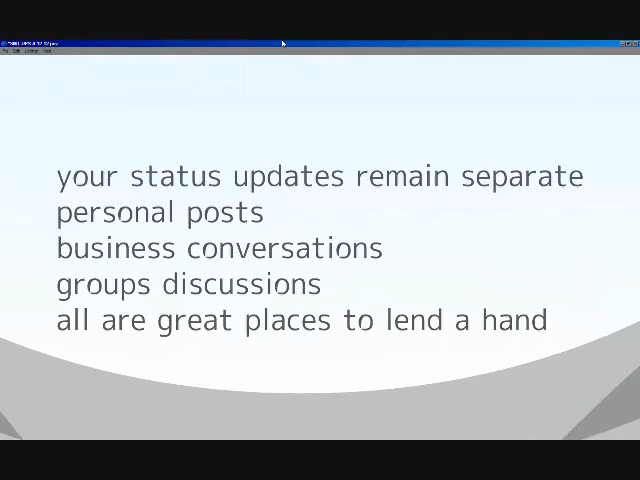 your status updates remain separate
personal posts
business conversations
groups discussions
all are great places to lend a hand